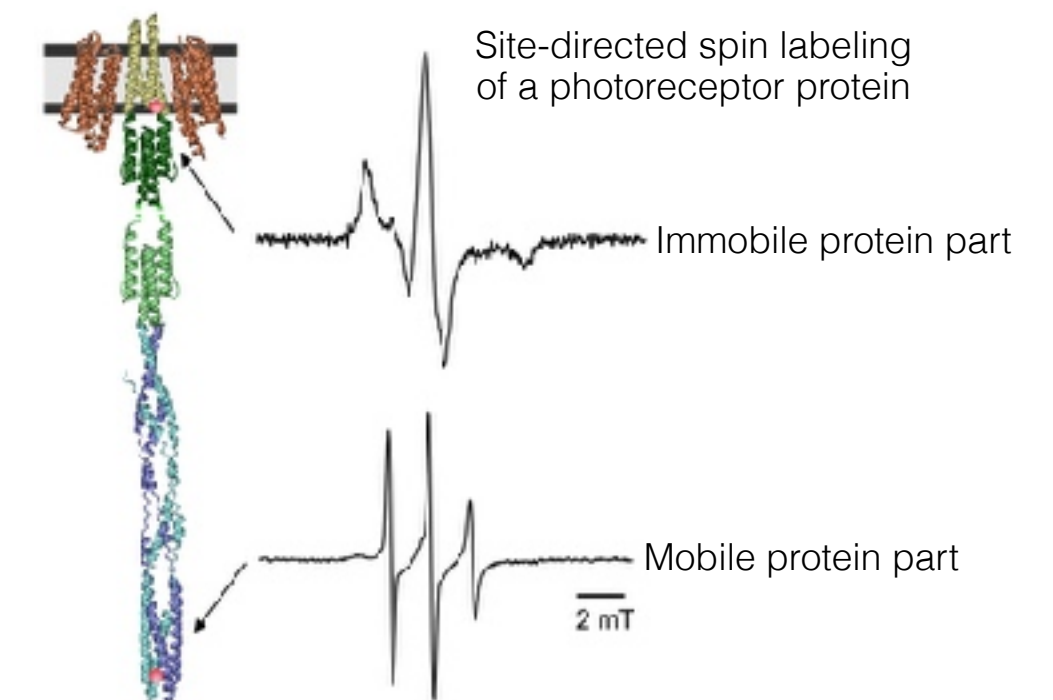 Site-directed spin labeling
of a photoreceptor protein
Immobile protein part
Mobile protein part
2 mT